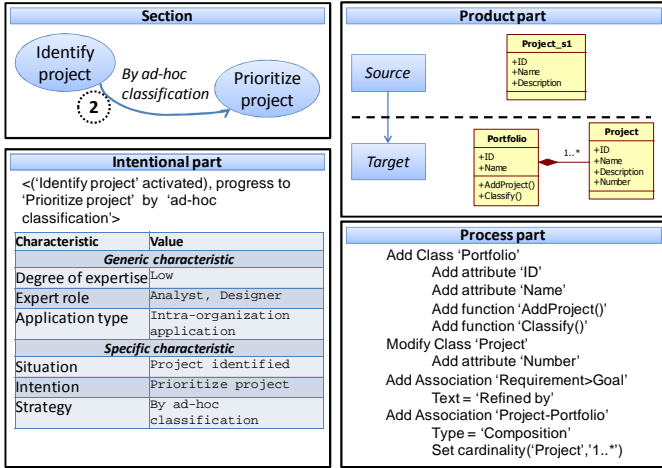 Section
Identify
project
By ad-hoc
classification
Prioritize
project
2
Intentional part
<('Identify project' activated), progress to
'Prioritize project' by 'ad-hoc
classification'>
Characteristic Value
Generic characteristic
Degree of expertise Low
Expert role Analyst, Designer
Application type Intra-organization
application
Specific characteristic
Situation Project identified
Intention Prioritize project
Strategy By ad-hoc
classification
Product part
Source
Project_s1
+ID
+Name
+Description
Target
Portfolio
+ID
+Name
+AddProject()
+Classify()
1..*
Project
+ID
+Name
+Description
+Number
Process part
Add Class 'Portfolio'
Add attribute 'ID'
Add attribute 'Name'
Add function 'AddProject()'
Add function 'Classify()'
Modify Class 'Project'
Add attribute 'Number'
Add Association 'Requirement>Goal'
Text = 'Refined by'
Add Association 'Project-Portfolio'
Type = 'Composition'
Set cardinality('Project','1..*')